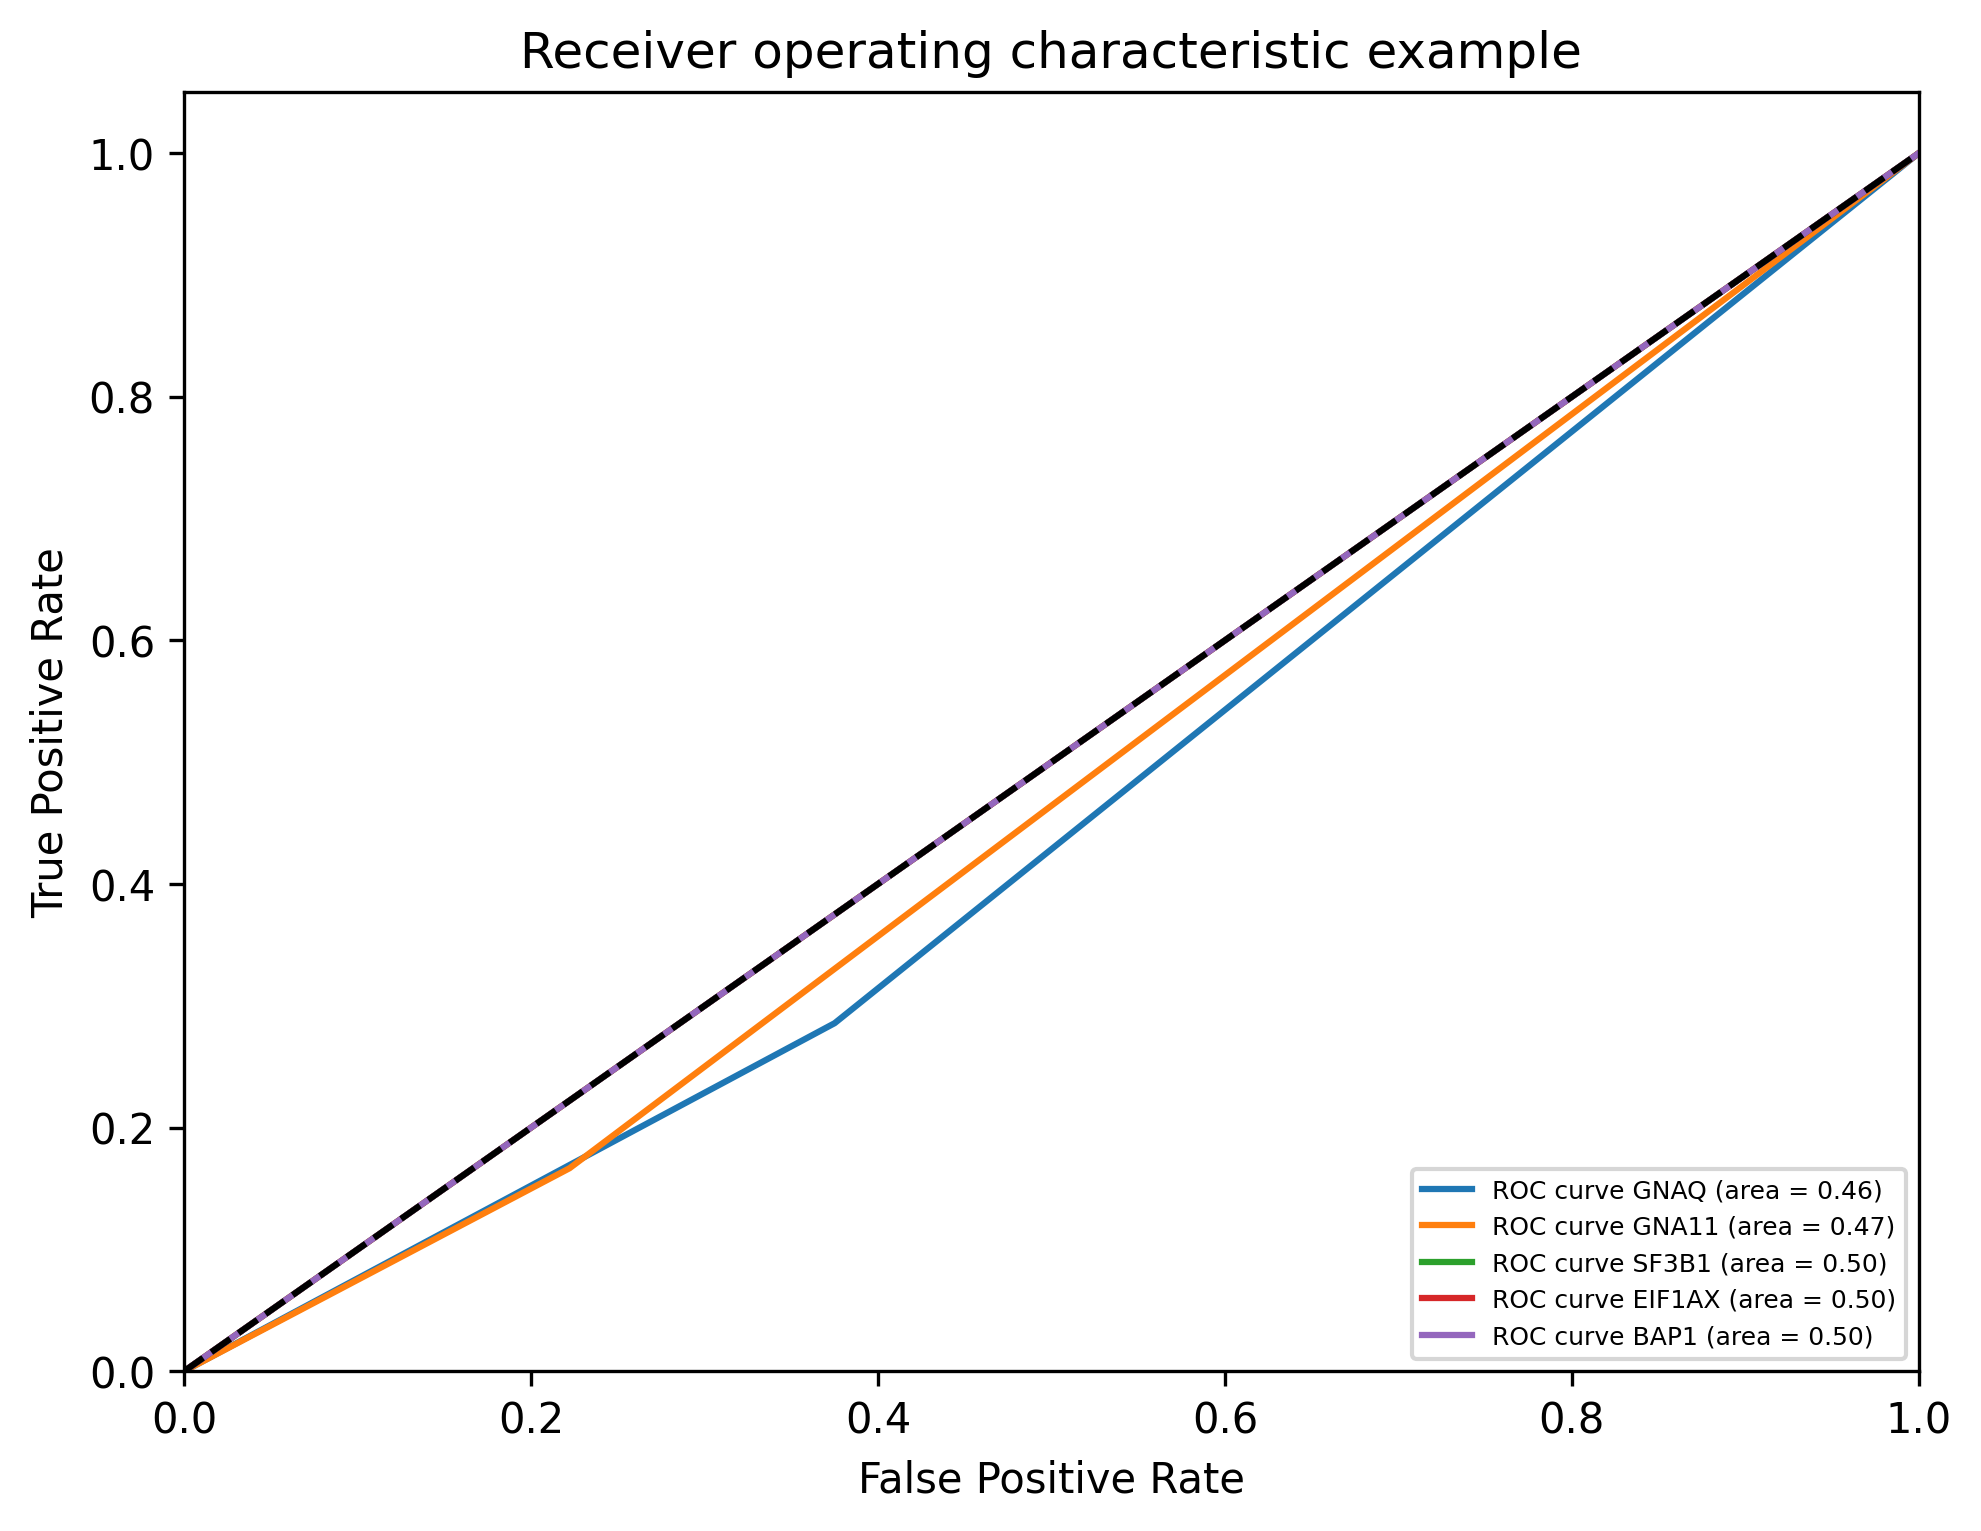 Receiver operating characteristic example
True Positive Rate
1.0
0.8
0.6
0.4
0.2
0.0
ROC curve GNAQ (area = 0.46)
ROC curve GNA11 (area = 0.47)
ROC curve SF3B1 (area = 0.50)
ROC curve EIF1AX (area = 0.50)
ROC curve BAP1 (area = 0.50)
0.0 0.2 0.4 0.6 0.8 1.0
False Positive Rate